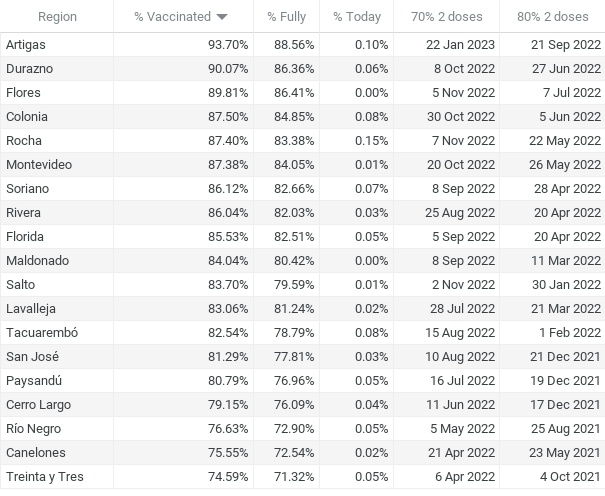 Region % Vaccinated % Fully % Today 70% 2 doses 80% 2 doses
Artigas 93.70% 88.56% 0.10% 22 Jan 2023 21 Sep 2022
Durazno 90.07% 86.36% 0.06% 8 Oct 2022 27 Jun 2022
Flores 89.81% 86.41% 0.00% 5 Nov 2022 7 Jul 2022
Colonia 87.50% 84.85% 0.08% 30 Oct 2022 5 Jun 2022
Rocha 87.40% 83.38% 0.15% 7 Nov 2022 22 May 2022
Montevideo 87.38% 84.05% 0.01% 20 Oct 2022 26 May 2022
Soriano 86.12% 82.66% 0.07% 8 Sep 2022 28 Apr 2022
Rivera 86.04% 82.03% 0.03% 25 Aug 2022 20 Apr 2022
Florida 85.53% 82.51% 0.05% 5 Sep 2022 20 Apr 2022
Maldonado 84.04% 80.42% 0.00% 8 Sep 2022 11 Mar 2022
Salto 83.70% 79.59% 0.01% 2 Nov 2022 30 Jan 2022
Lavalleja 83.06% 81.24% 0.02% 28 Jul 2022 21 Mar 2022
Tacuarembó 82.54% 78.79% 0.08% 15 Aug 2022 1 Feb 2022
San José 81.29% 77.81% 0.03% 10 Aug 2022 21 Dec 2021
Paysandú 80.79% 76.96% 0.05% 16 Jul 2022 19 Dec 2021
Cerro Largo 79.15% 76.09% 0.04% 11 Jun 2022 17 Dec 2021
Río Negro 76.63% 72.90% 0.05% 5 May 2022 25 Aug 2021
Canelones 75.55% 72.54% 0.02% 21 Apr 2022 23 May 2021
Treinta y Tres 74.59% 71.32% 0.05% 6 Apr 2022 4 Oct 2021